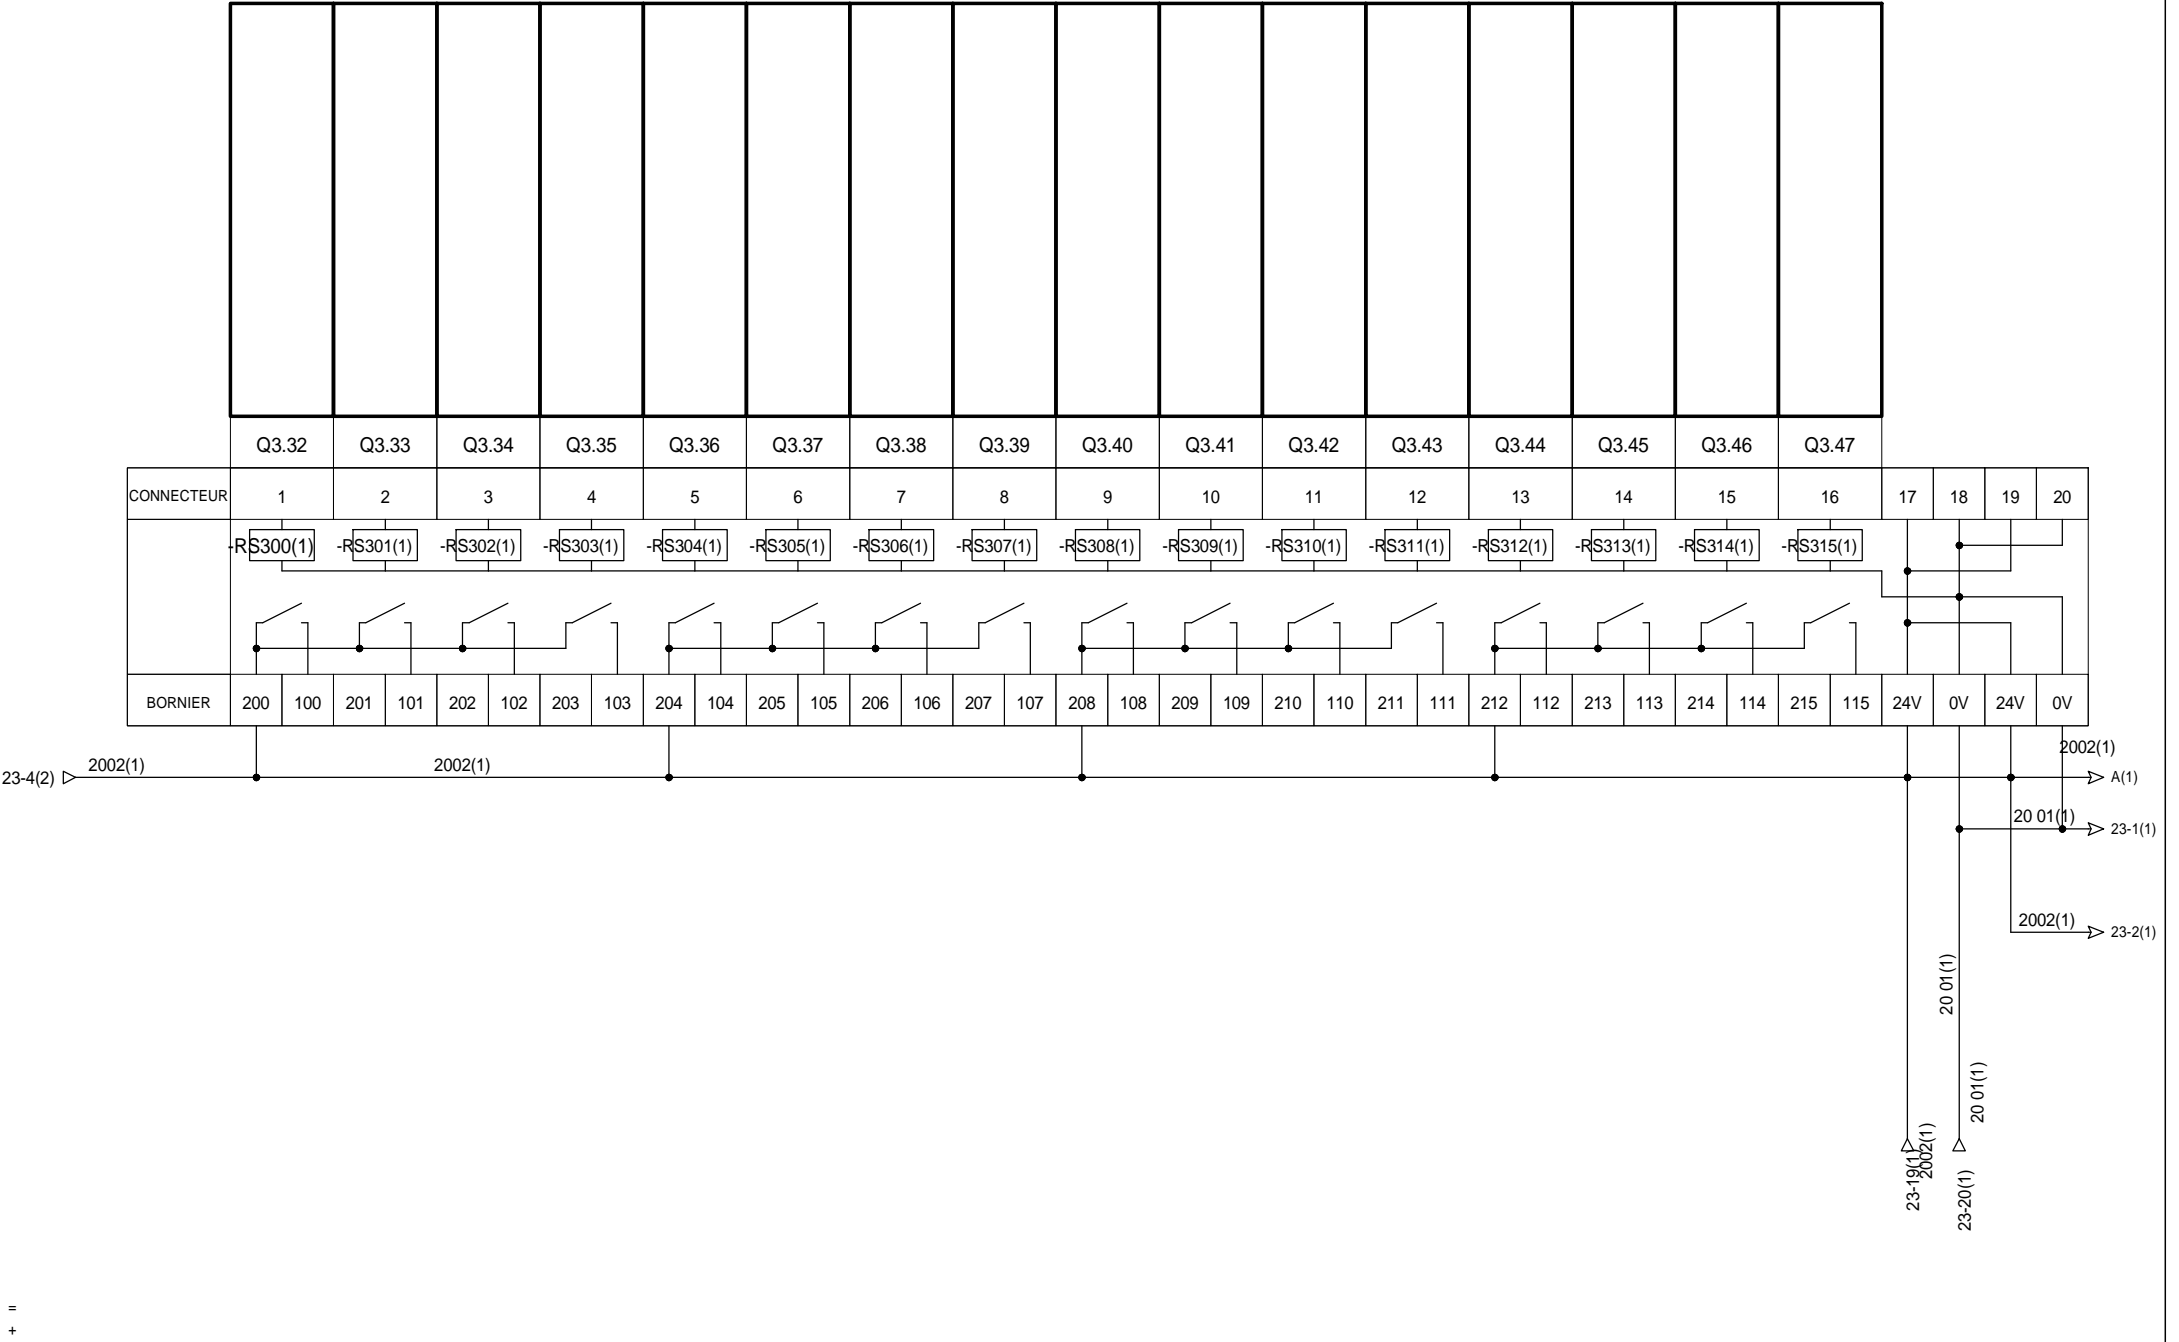 Q3.32 Q3.33 Q3.34 Q3.35 Q3.36 Q3.37 Q3.38 Q3.39 Q3.40 Q3.41 Q3.42 Q3.43 Q3.44 Q3.45 Q3.46 Q3.47
CONNECTEUR 1 2 3 4 5 6 7 8 9 10 11 12 13 14 15 16 17 18 19 20
-RS300(1) -RS301(1) -RS302(1) -RS303(1) -RS304(1) -RS305(1) -RS306(1) -RS307(1) -RS308(1) -RS309(1) -RS310(1) -RS311(1) -RS312(1) -RS313(1) -RS314(1) -RS315(1)
BORNIER 200 100 201 101 202 102 203 103 204 104 205 105 206 106 207 107 208 108 209 109 210 110 211 111 212 112 213 113 214 114 215 115 24V 0V 24V 0V
2002(1)
23-4(2) 2002(1) 2002(1) A(1)
20 01(1) 23-1(1)
2002(1) 23-2(1)
20 01(1)
20 01(1)
2002(1)
23-19(1)
23-20(1)
=
+